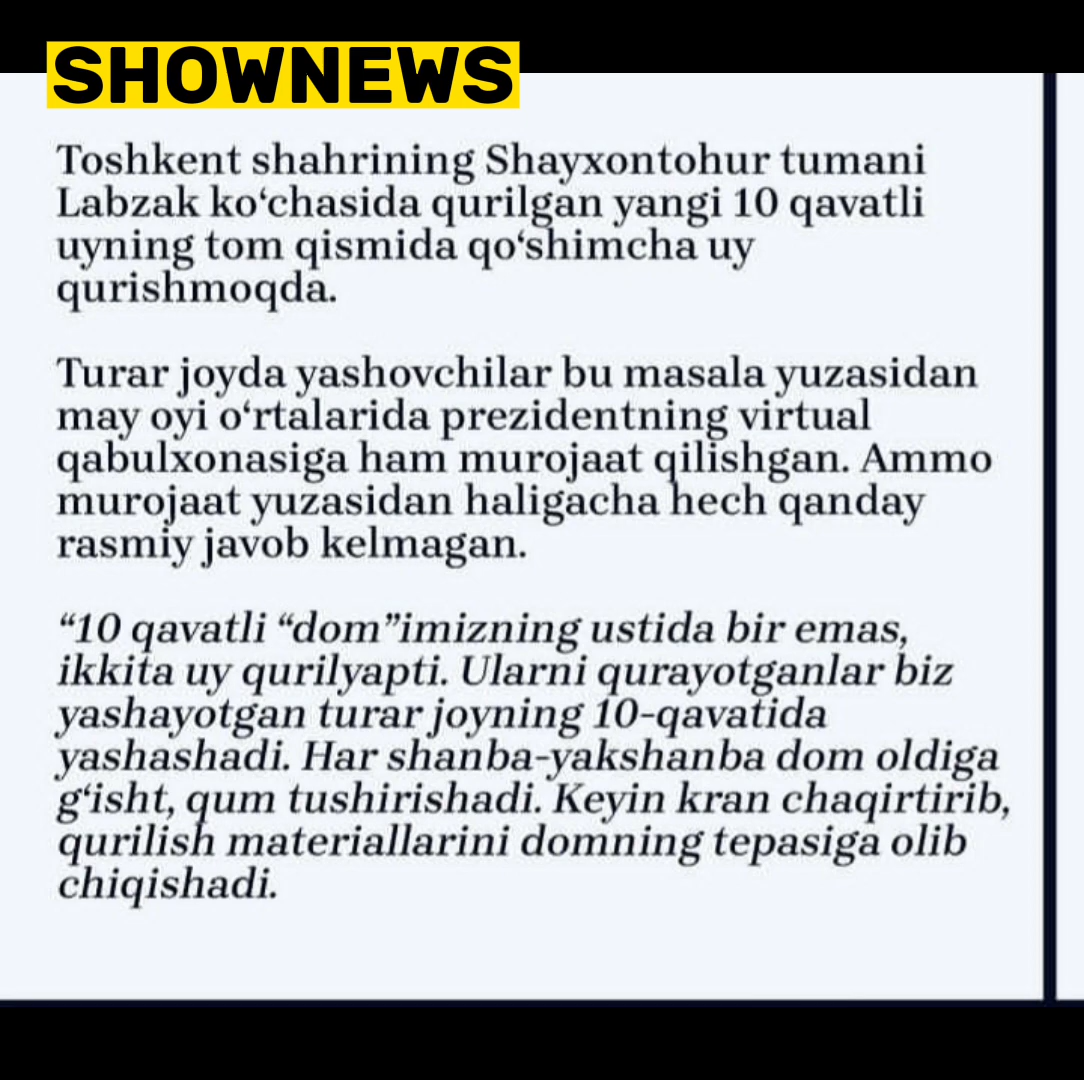 SHOWNEWS
Toshkent shahrining Shayxontohur tumani
Labzak ko‘chasida qurilgan yangi 10 qavatli
uyning tom qismida qo‘shimcha uy
qurishmoqda.
Turar joyda yashovchilar bu masala yuzasidan
may oyi o‘rtalarida prezidentning virtual
qabulxonasiga ham murojaat qilishgan. Ammo
murojaat yuzasidan haligacha hech qanday
rasmiy javob kelmagan.
“10 qavatli “dom”imizning ustida bir emas,
ikkita uy qurilyapti. Ularni qurayotganlar biz
yashayotgan turar joyning 10-qavatida
yashashadi. Har shanba-yakshanba dom oldiga
g‘isht, qum tushirishadi. Keyin kran chaqirtirib,
qurilish materiallarini domning tepasiga olib
chiqishadi.